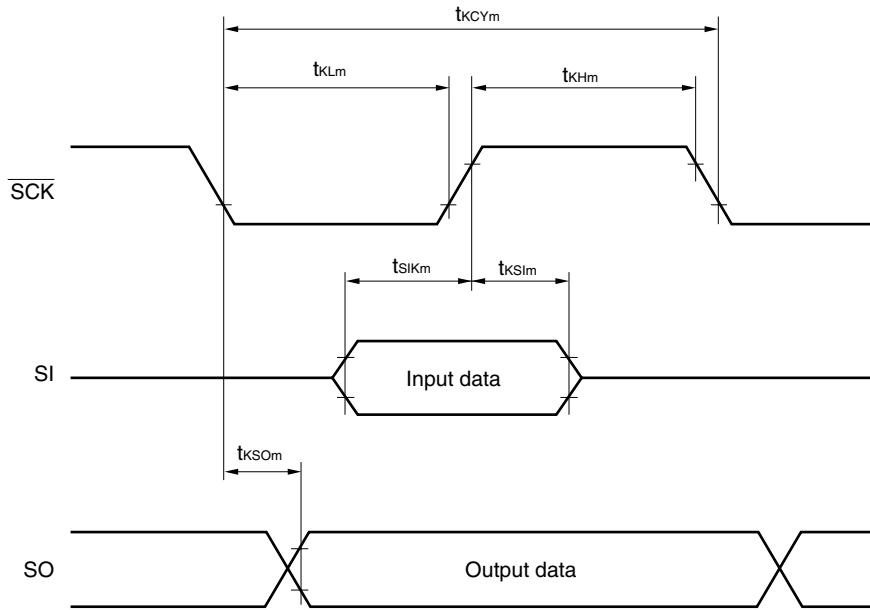 tKCYm
tKLm
tKHm
SCK
tSIKm
tKSIm
SI
Input data
tKSOm
SO
Output data